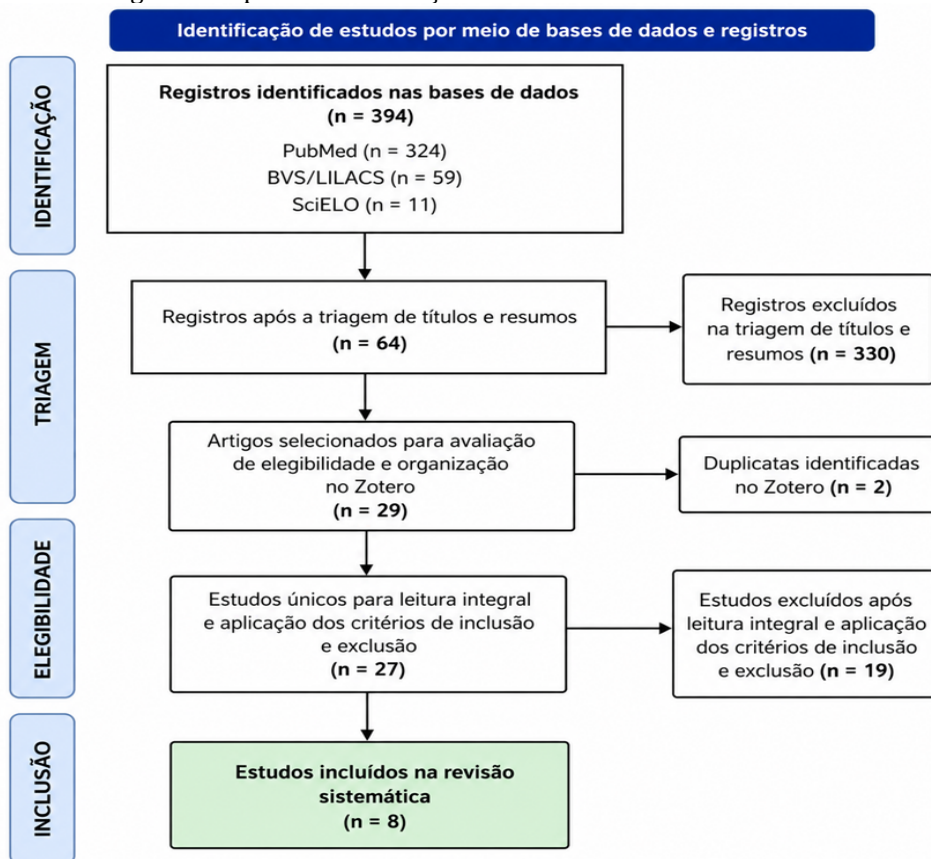 Identificação de estudos por meio de bases de dados e registros
IDENTIFICAÇÃO
Registros identificados nas bases de dados
(n = 394)
PubMed (n = 324)
BVS/LILACS (n = 59)
SciELO (n = 11)
TRIAGEM
Registros após a triagem de títulos e resumos
(n = 64)
Registros excluídos
na triagem de títulos e
resumos (n = 330)
Artigos selecionados para avaliação
de elegibilidade e organização
no Zotero
(n = 29)
Duplicatas identificadas
no Zotero (n = 2)
ELEGIBILIDADE
Estudos únicos para leitura integral
e aplicação dos critérios de inclusão
e exclusão
(n = 27)
Estudos excluídos após
leitura integral e aplicação
dos critérios de inclusão
e exclusão (n = 19)
INCLUSÃO
Estudos incluídos na revisão
sistemática
(n = 8)